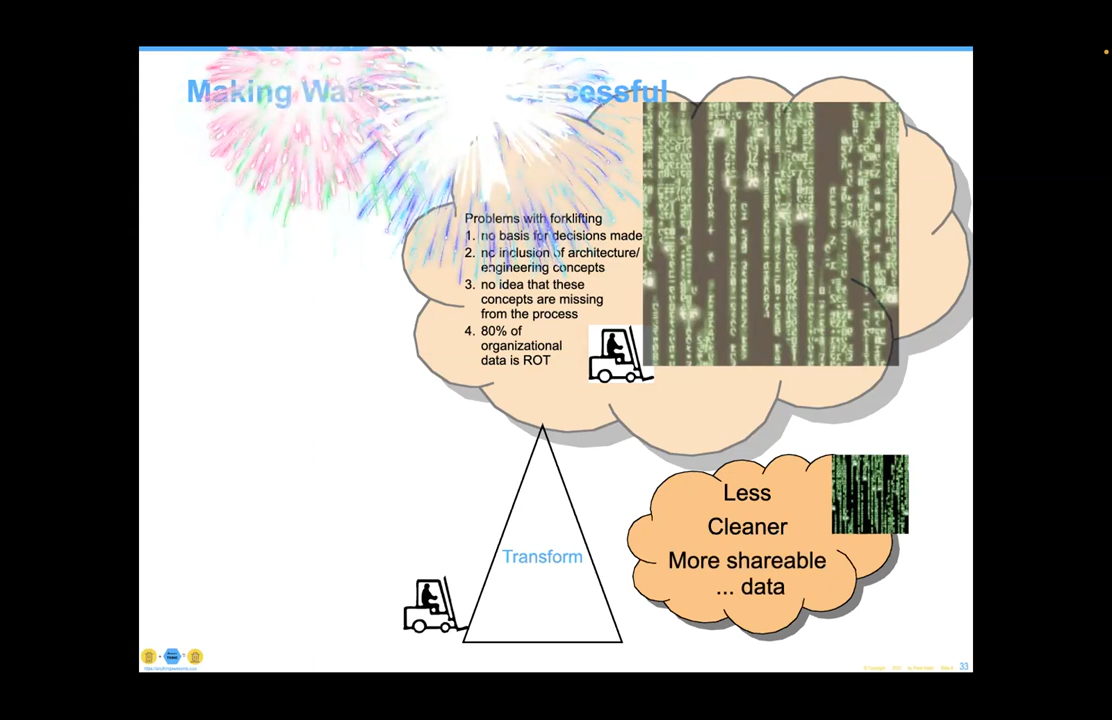 Making Wa
cessful
Problems with forklifting
1. no basis for decisions made
2. no inclusion of architecture/
engineering concepts
3. no idea that these
concepts are missing
from the process
4. 80% of
organizational
data is ROT
Less
Cleaner
More shareable
... data
Transform
33